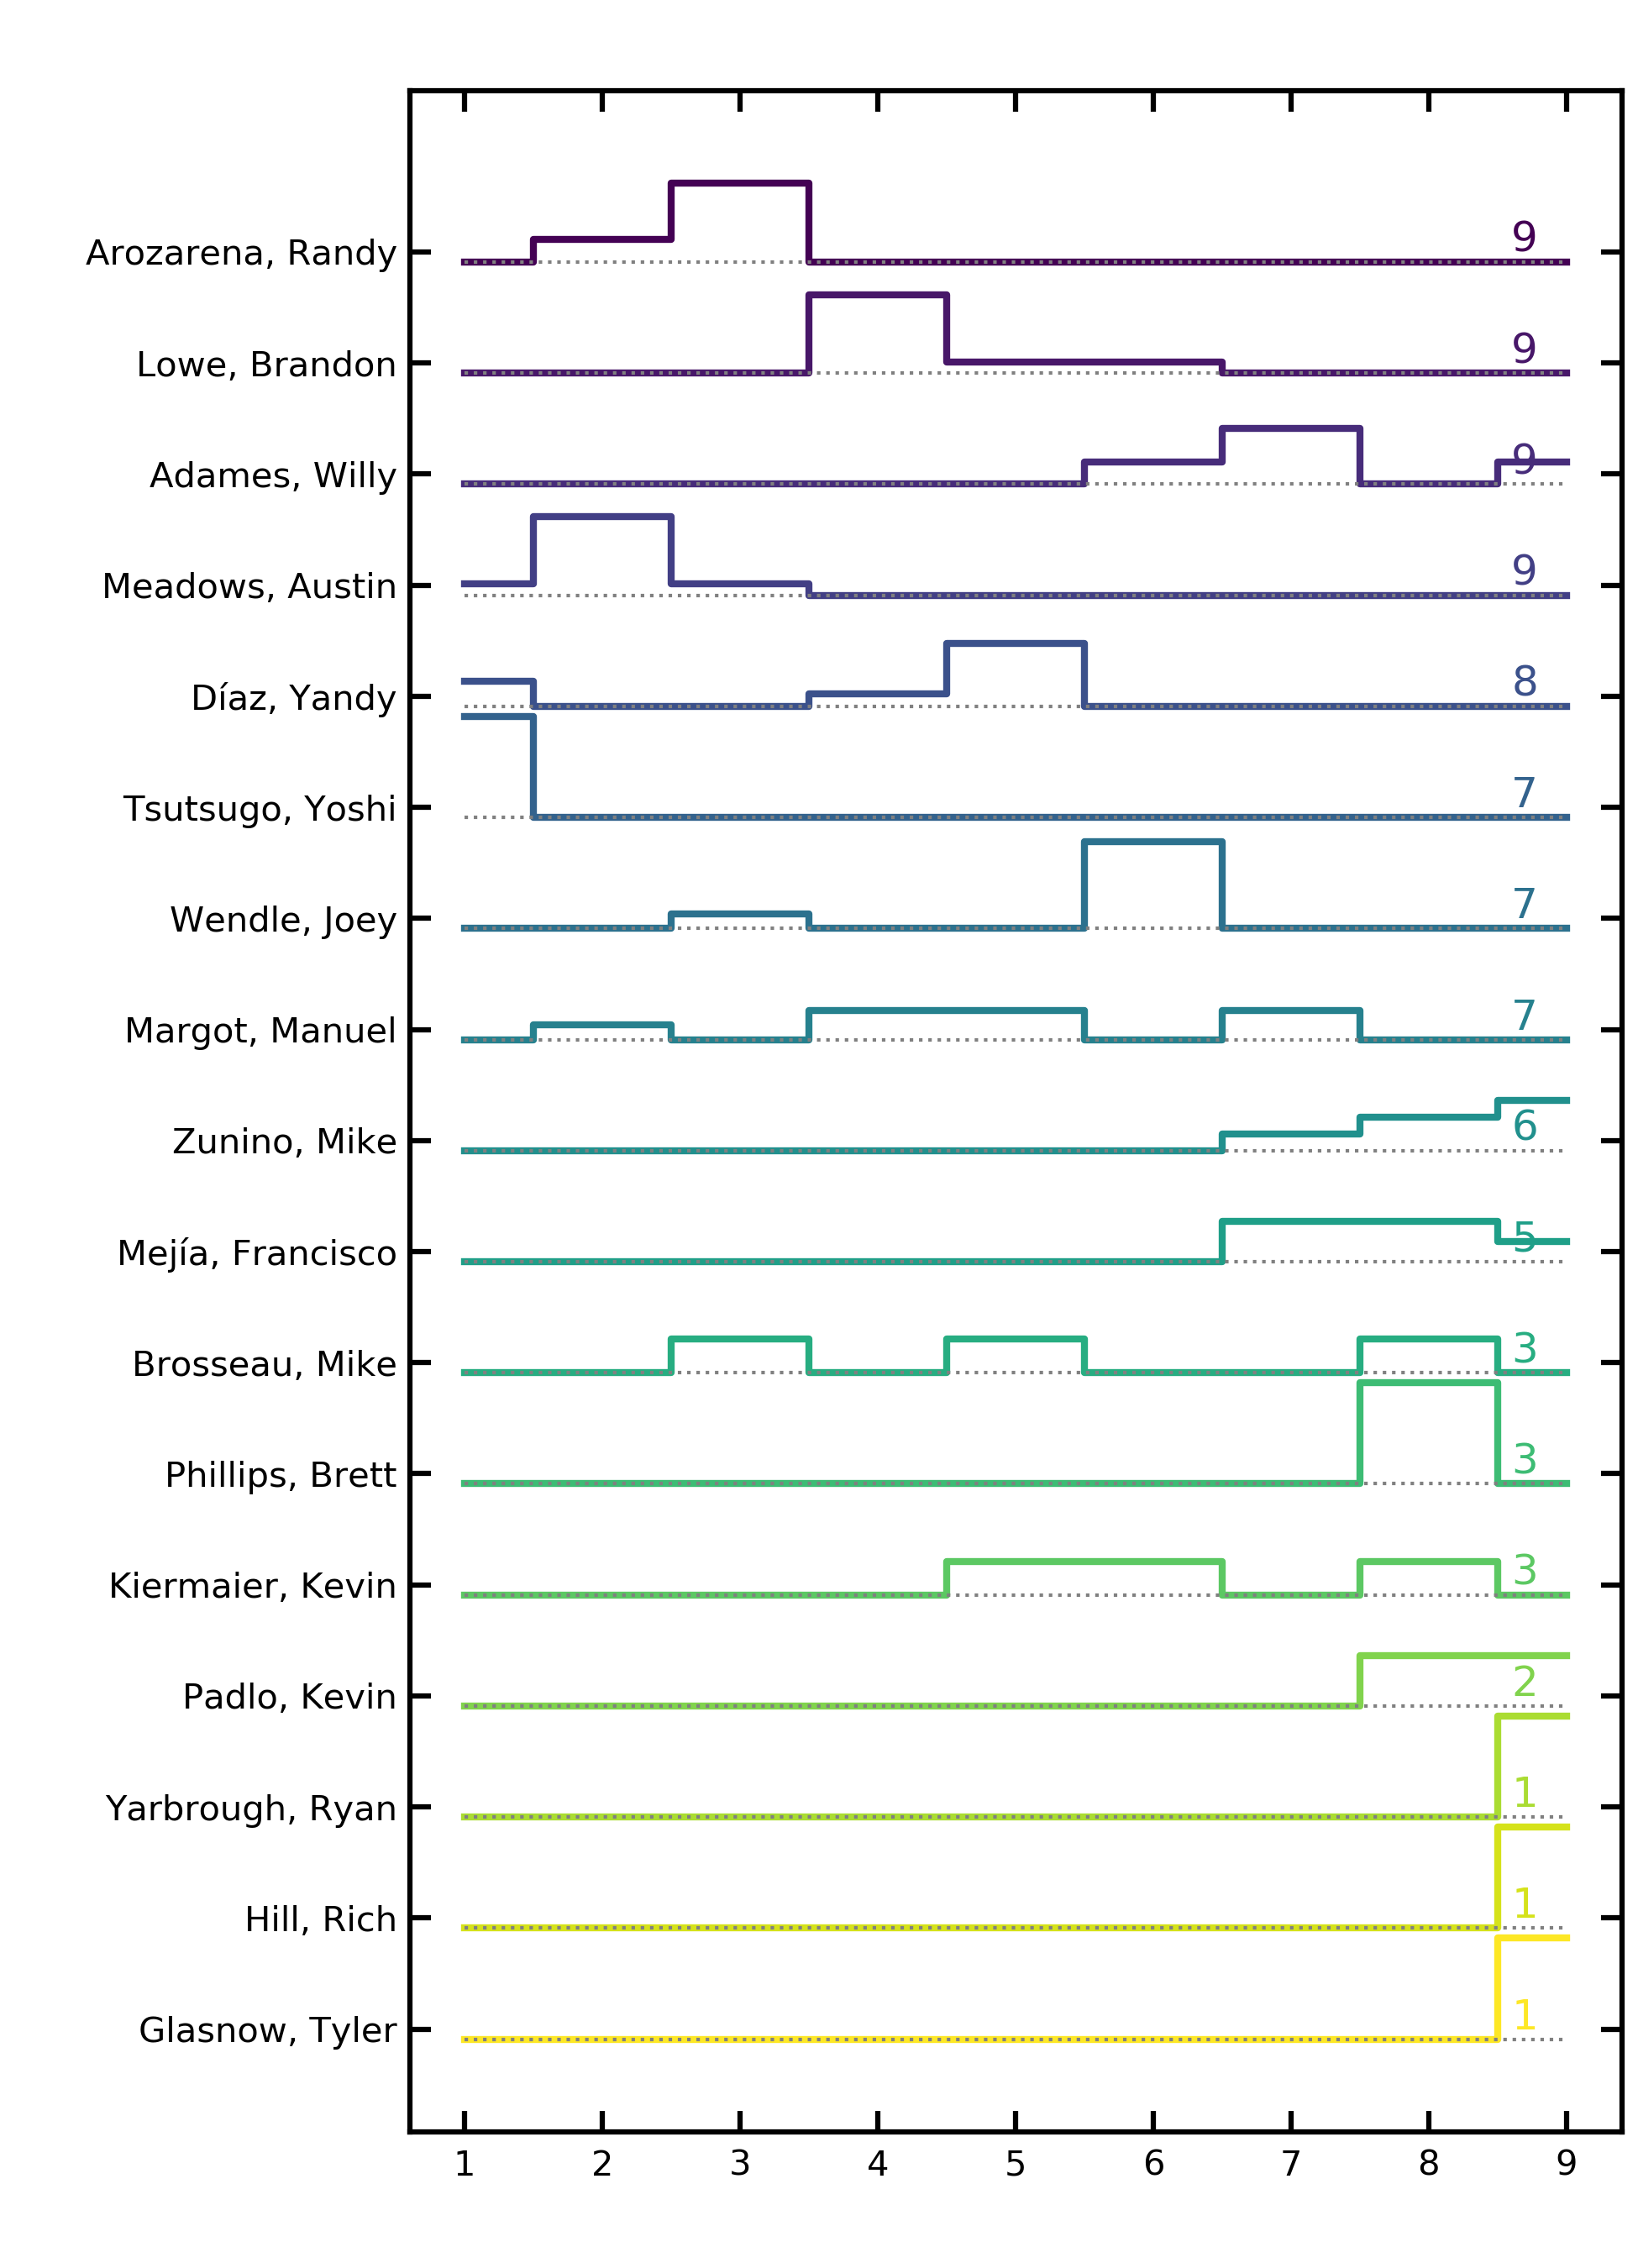 Arozarena, Randy 9
Lowe, Brandon 9
Adames, Willy 9
Meadows, Austin 9
Díaz, Yandy 8
Tsutsugo, Yoshi 7
Wendle, Joey 7
Margot, Manuel 7
Zunino, Mike 6
Mejía, Francisco 5
Brosseau, Mike 3
Phillips, Brett 3
Kiermaier, Kevin 3
Padlo, Kevin 2
Yarbrough, Ryan 1
Hill, Rich 1
Glasnow, Tyler 1
1 2 3 4 5 6 7 8 9